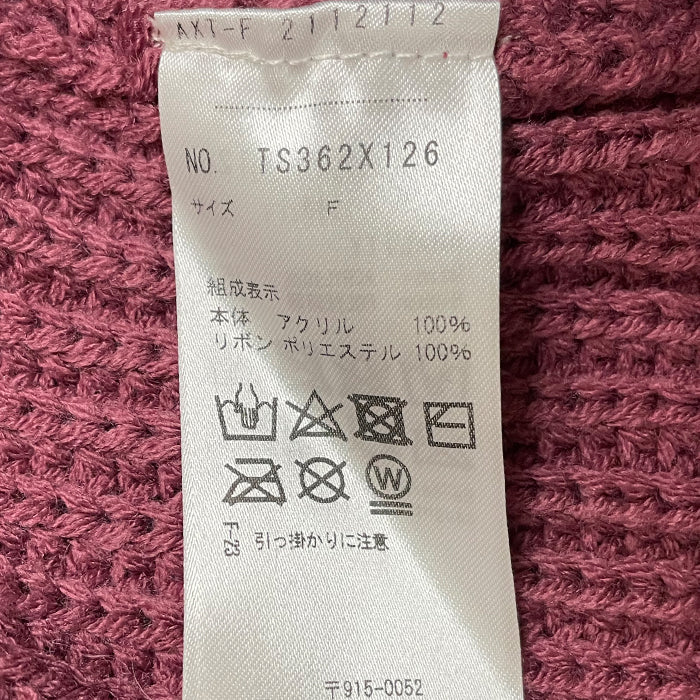 AXT-F 2112112
NO. TS362X126
サイズ F
組成表示
本体 アクリル 100%
リボン ポリエステル 100%
W
F-23 引っ掛かりに注意
〒915-0052